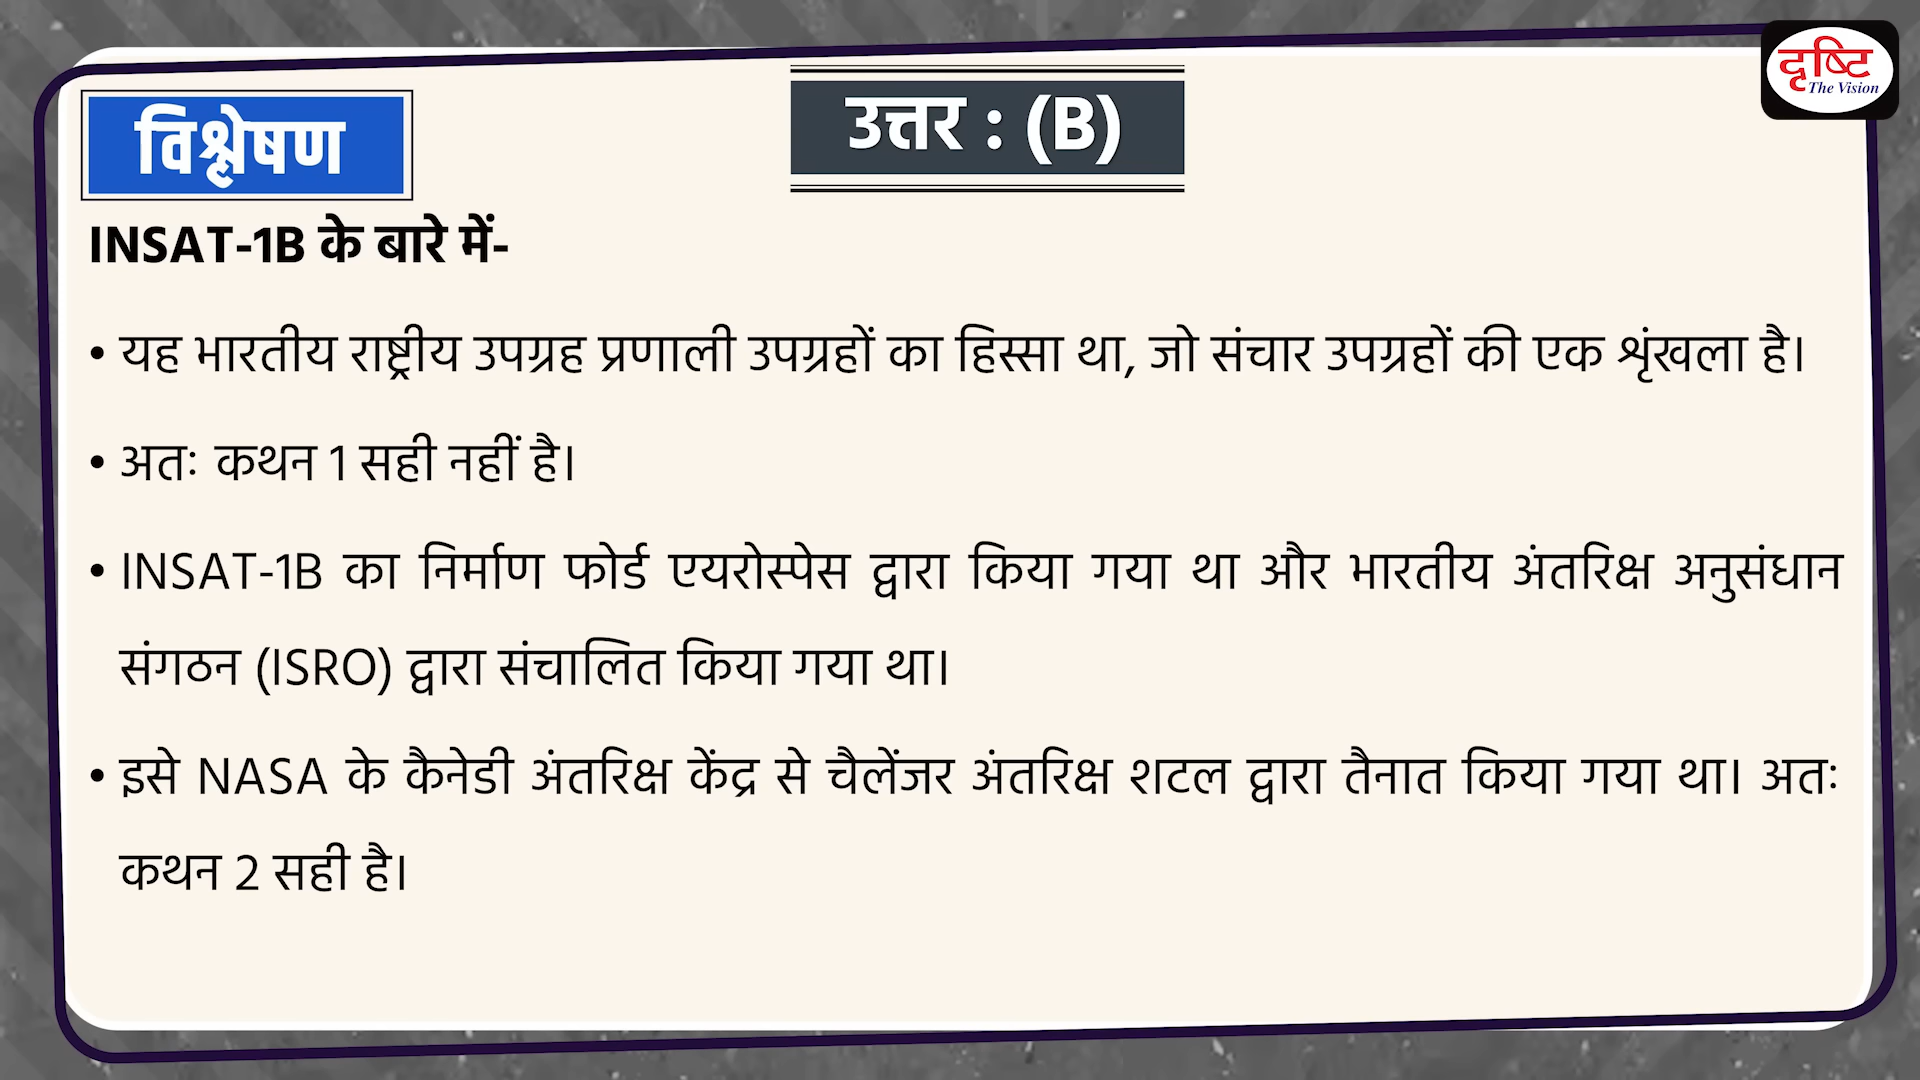 दृष्टि
The Vision
उत्तर : (B)
विश्लेषण
INSAT-1B के बारे में-
• यह भारतीय राष्ट्रीय उपग्रह प्रणाली उपग्रहों का हिस्सा था, जो संचार उपग्रहों की एक शृंखला है।
• अतः कथन 1 सही नहीं है।
• INSAT-1B का निर्माण फोर्ड एयरोस्पेस द्वारा किया गया था और भारतीय अंतरिक्ष अनुसंधान
संगठन (ISRO) द्वारा संचालित किया गया था।
• इसे NASA के कैनेडी अंतरिक्ष केंद्र से चैलेंजर अंतरिक्ष शटल द्वारा तैनात किया गया था। अतः
कथन 2 सही है।